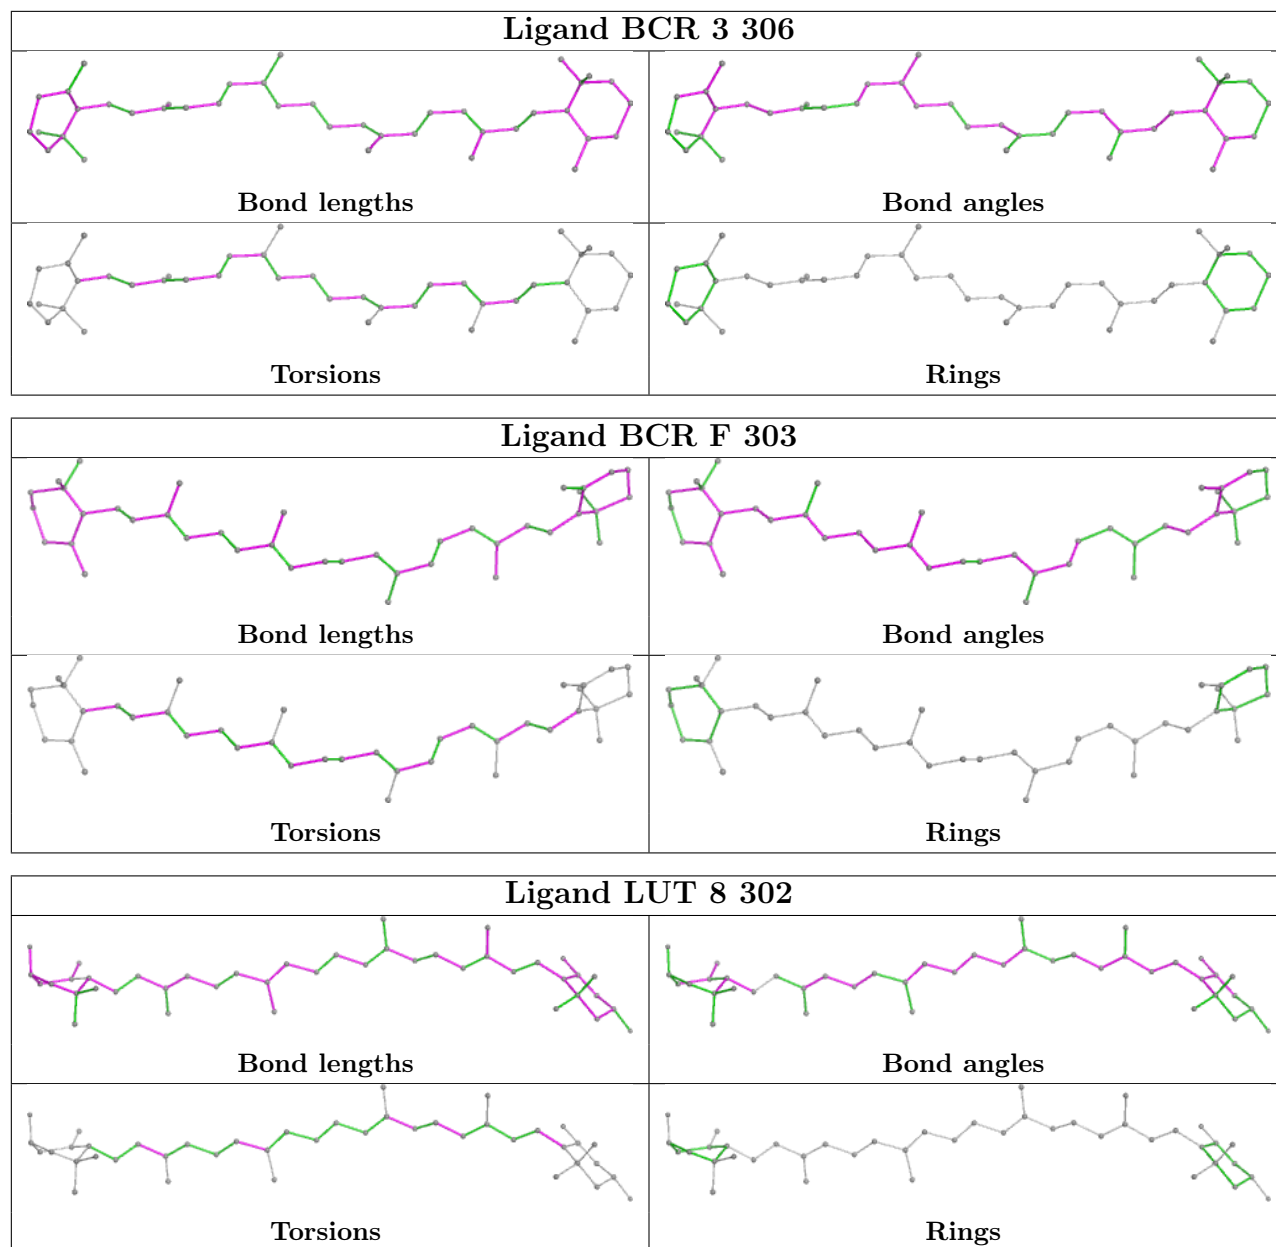 Ligand BCR 3 306
Bond lengths
Bond angles
Torsions
Rings
Ligand BCR F 303
Bond lengths
Bond angles
Torsions
Rings
Ligand LUT 8 302
Bond lengths
Bond angles
Torsions
Rings